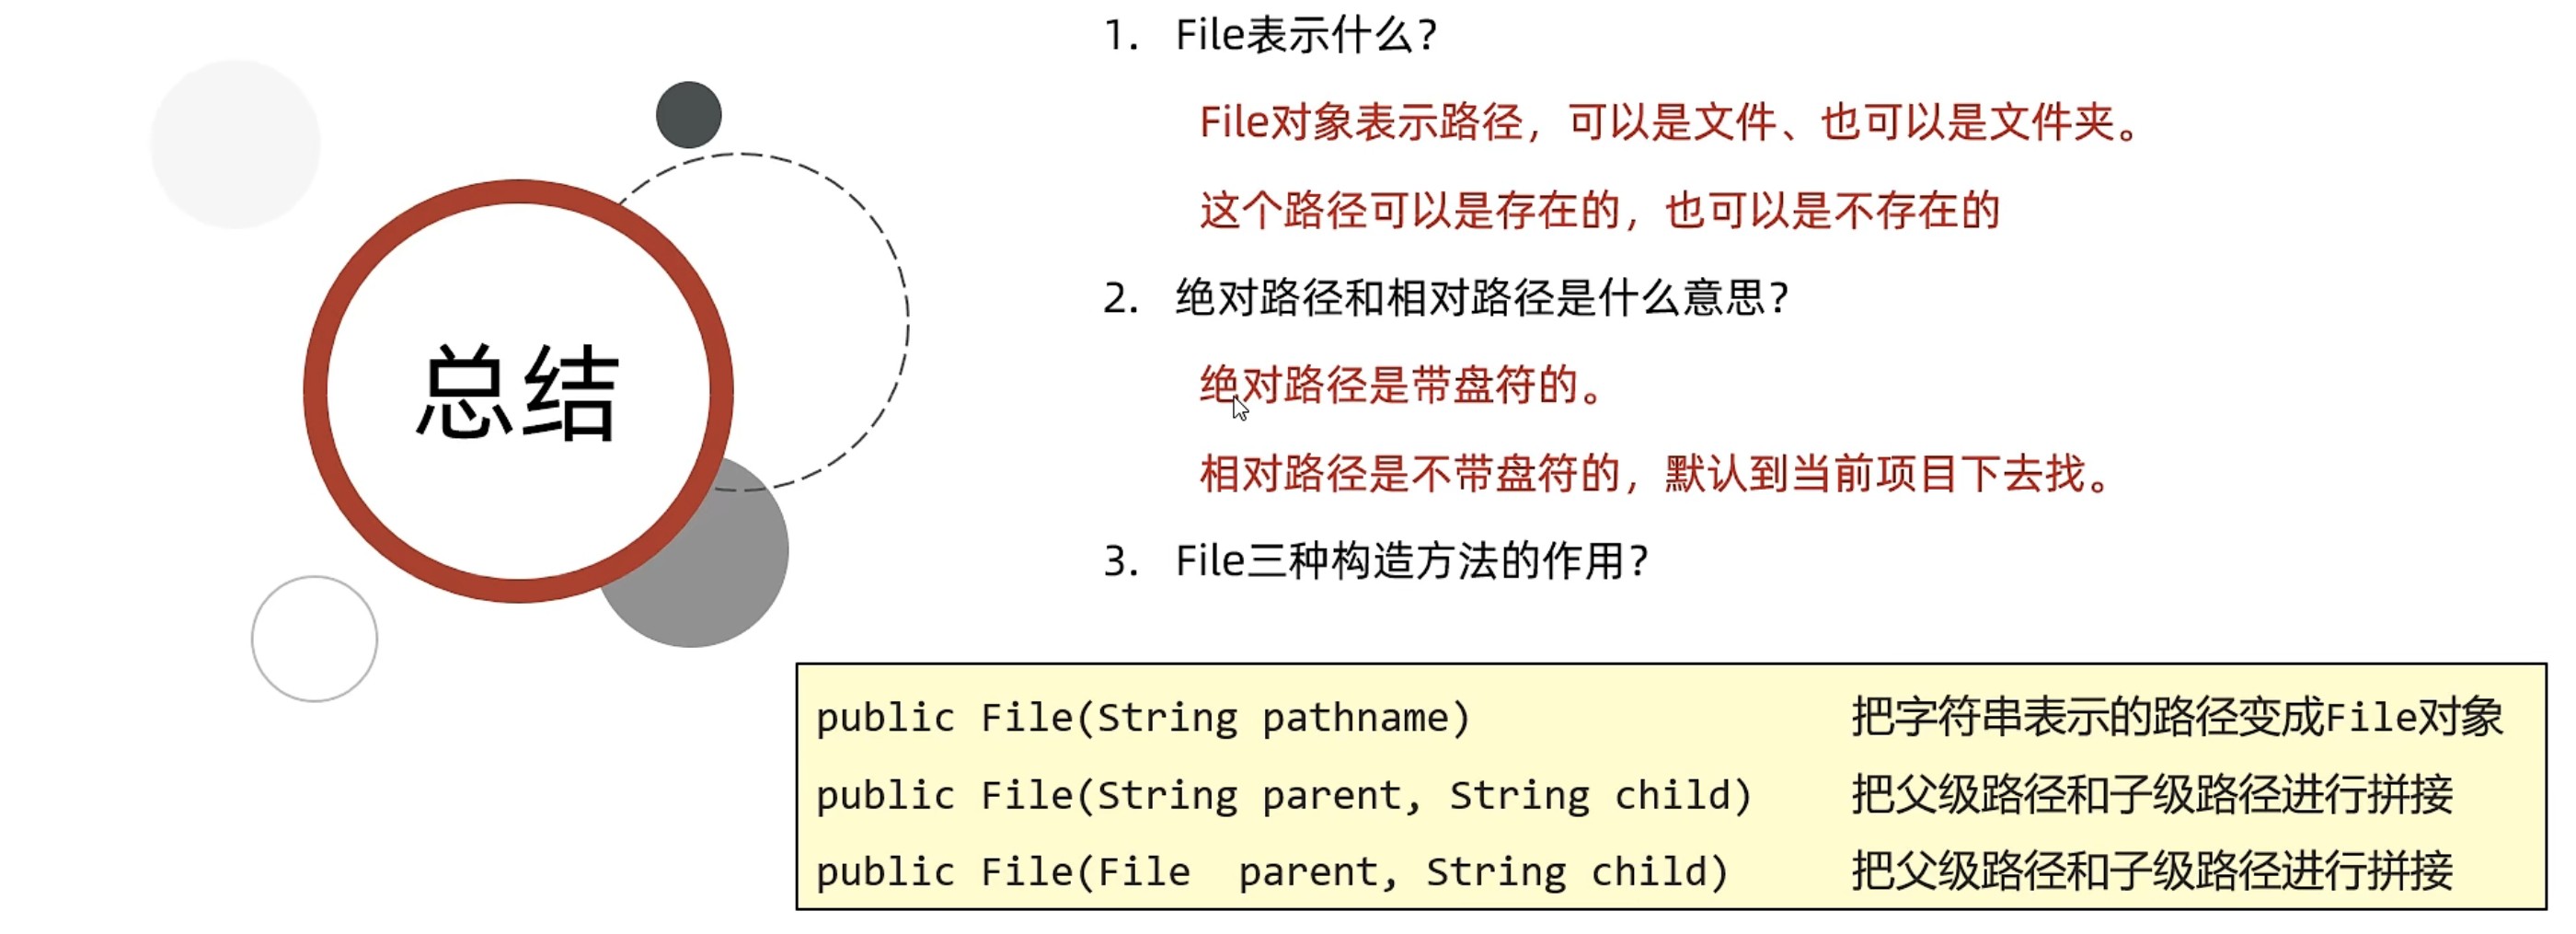 总结
1. File表示什么？
File对象表示路径，可以是文件、也可以是文件夹。
这个路径可以是存在的，也可以是不存在的
2. 绝对路径和相对路径是什么意思？
绝对路径是带盘符的。
相对路径是不带盘符的，默认到当前项目下去找。
3. File三种构造方法的作用？
public File(String pathname) 把字符串表示的路径变成File对象
public File(String parent, String child) 把父级路径和子级路径进行拼接
public File(File  parent, String child) 把父级路径和子级路径进行拼接